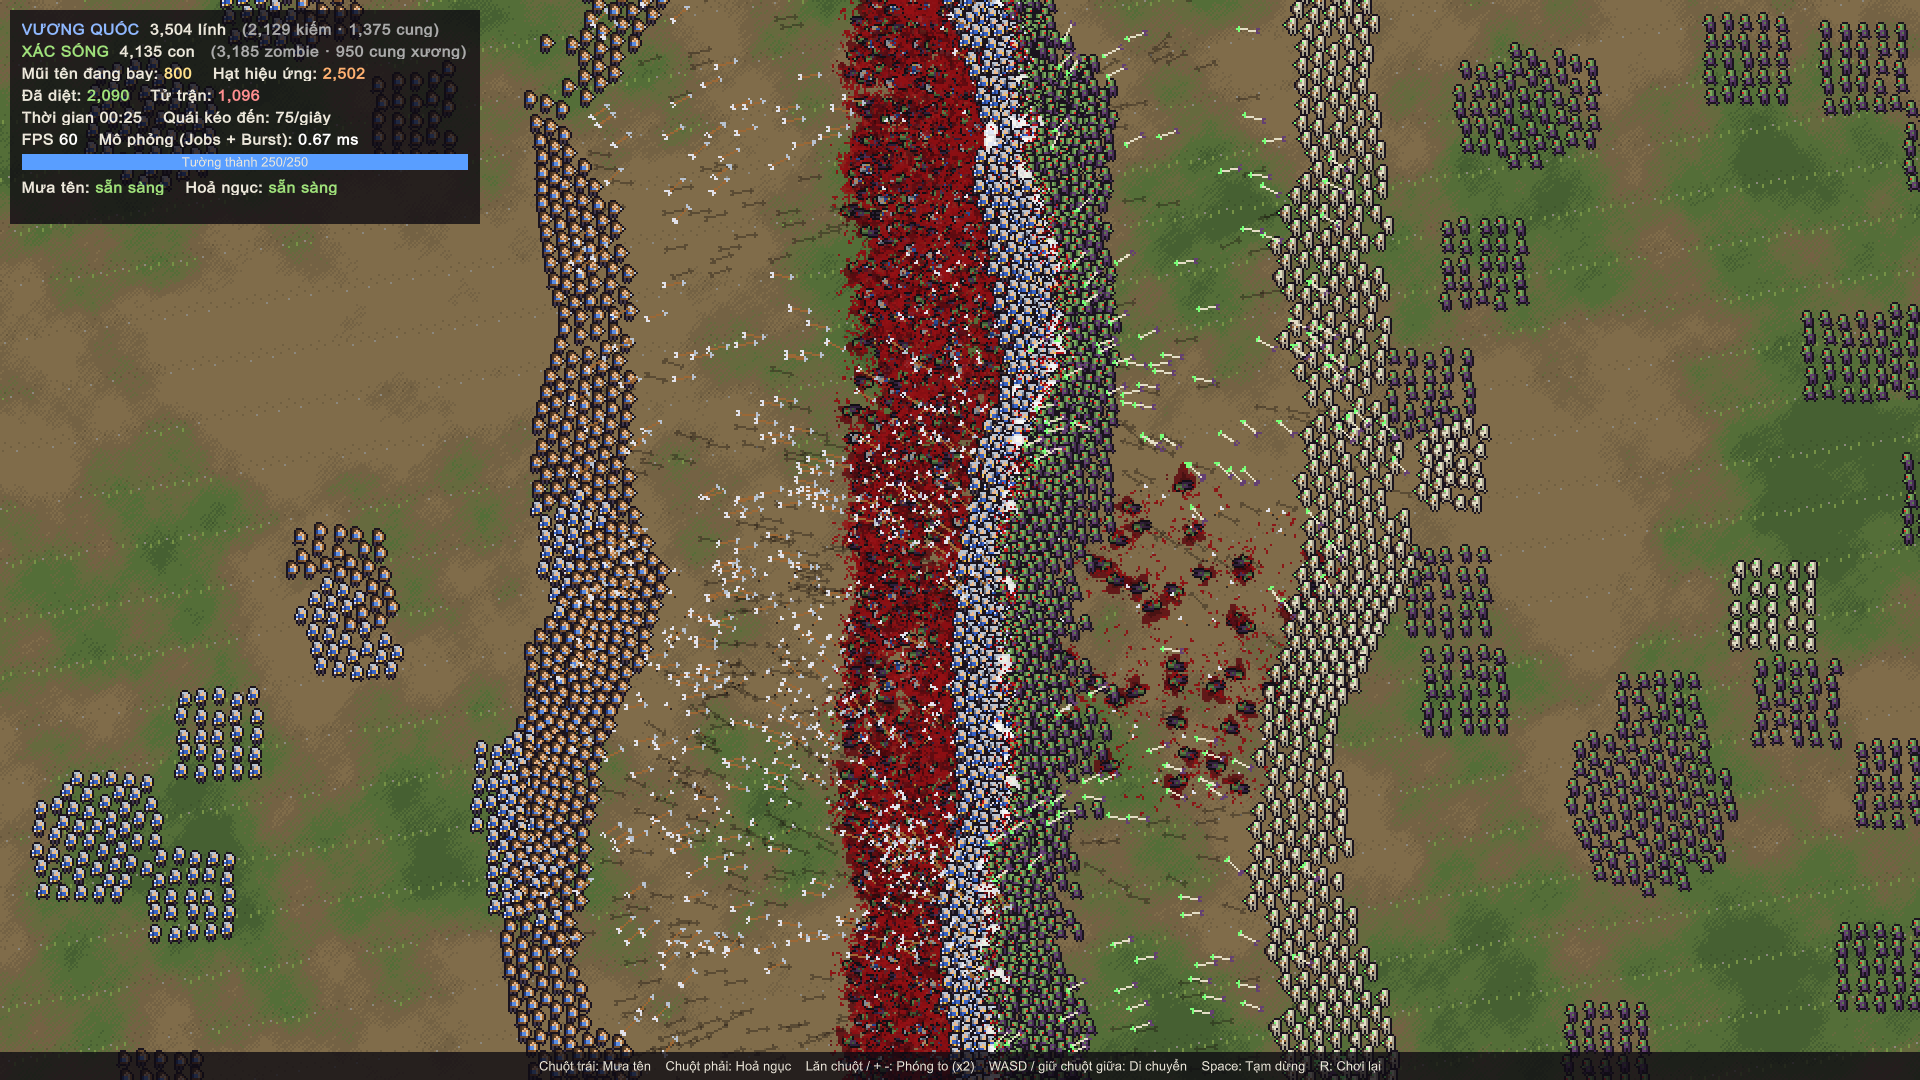 VƯƠNG QUỐC 3,504 lính (2,129 kiếm · 1,375 cung)
XÁC SỐNG 4,135 con (3,185 zombie · 950 cung xương)
Mũi tên đang bay: 800 Hạt hiệu ứng: 2,502
Đã diệt: 2,090 Tử trận: 1,096
Thời gian 00:25 Quái kéo đến: 75/giây
FPS 60 Mô phỏng (Jobs + Burst): 0.67 ms
Tường thành 250/250
Mưa tên: sẵn sàng Hoả ngục: sẵn sàng
Chuột trái: Mưa tên Chuột phải: Hoả ngục Lăn chuột / + -: Phóng to (x2) WASD / giữ chuột giữa: Di chuyển Space: Tạm dừng R: Chơi lại